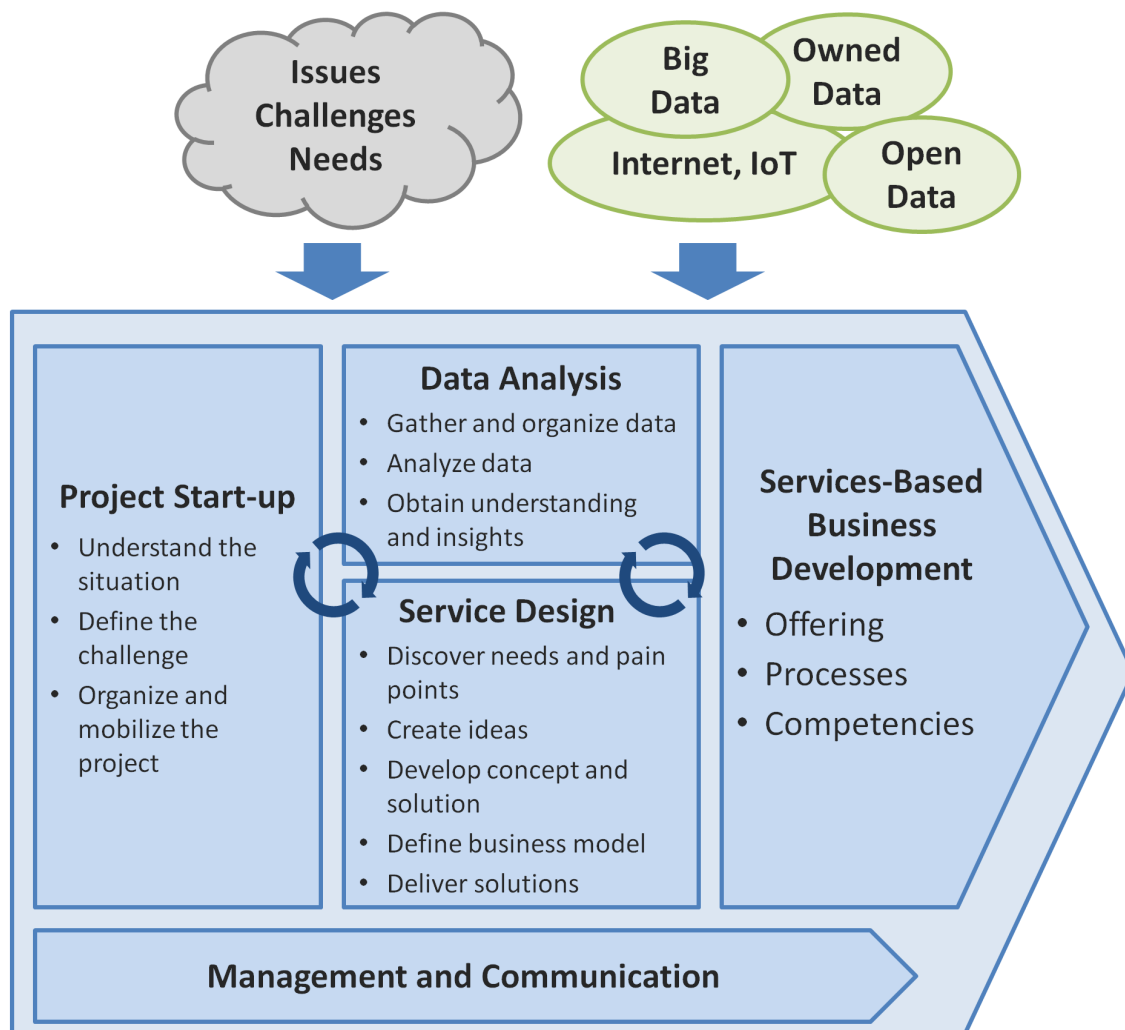 Issues
Challenges
Needs
Big
Data
Owned
Data
Internet, IoT
Open
Data
Project Start-up
• Understand the
situation
• Define the
challenge
• Organize and
mobilize the
project
Data Analysis
• Gather and organize data
• Analyze data
• Obtain understanding
and insights
Service Design
• Discover needs and pain
points
• Create ideas
• Develop concept and
solution
• Define business model
• Deliver solutions
Services-Based
Business
Development
• Offering
• Processes
• Competencies
Management and Communication